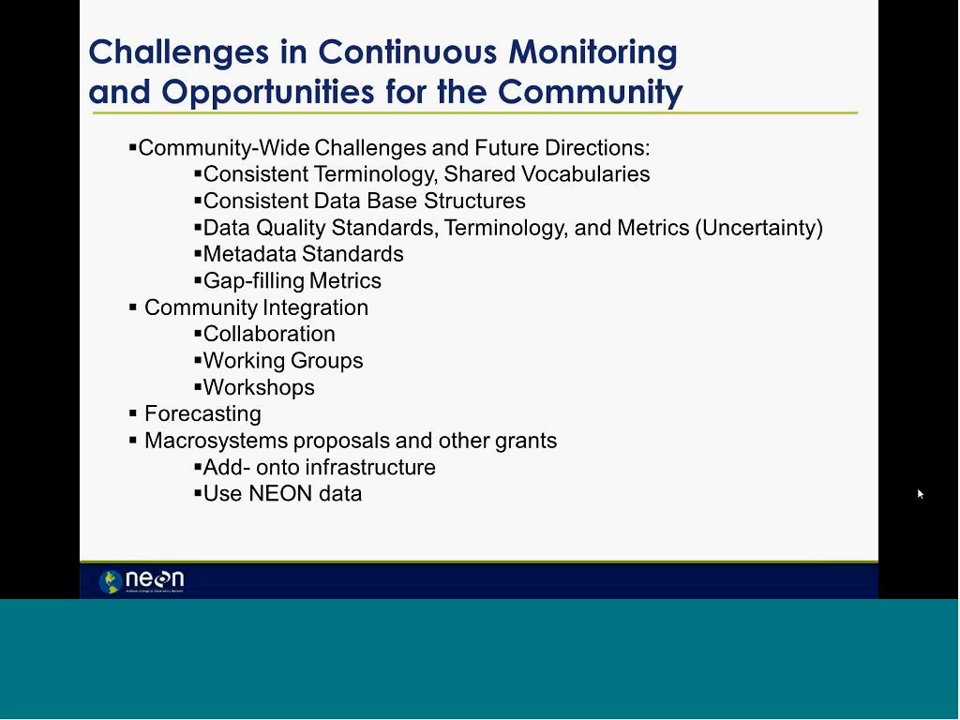 Challenges in Continuous Monitoring
and Opportunities for the Community
▪Community-Wide Challenges and Future Directions:
▪Consistent Terminology, Shared Vocabularies
▪Consistent Data Base Structures
▪Data Quality Standards, Terminology, and Metrics (Uncertainty)
▪Metadata Standards
▪Gap-filling Metrics
▪ Community Integration
▪Collaboration
▪Working Groups
▪Workshops
▪ Forecasting
▪ Macrosystems proposals and other grants
▪Add- onto infrastructure
▪Use NEON data
neon